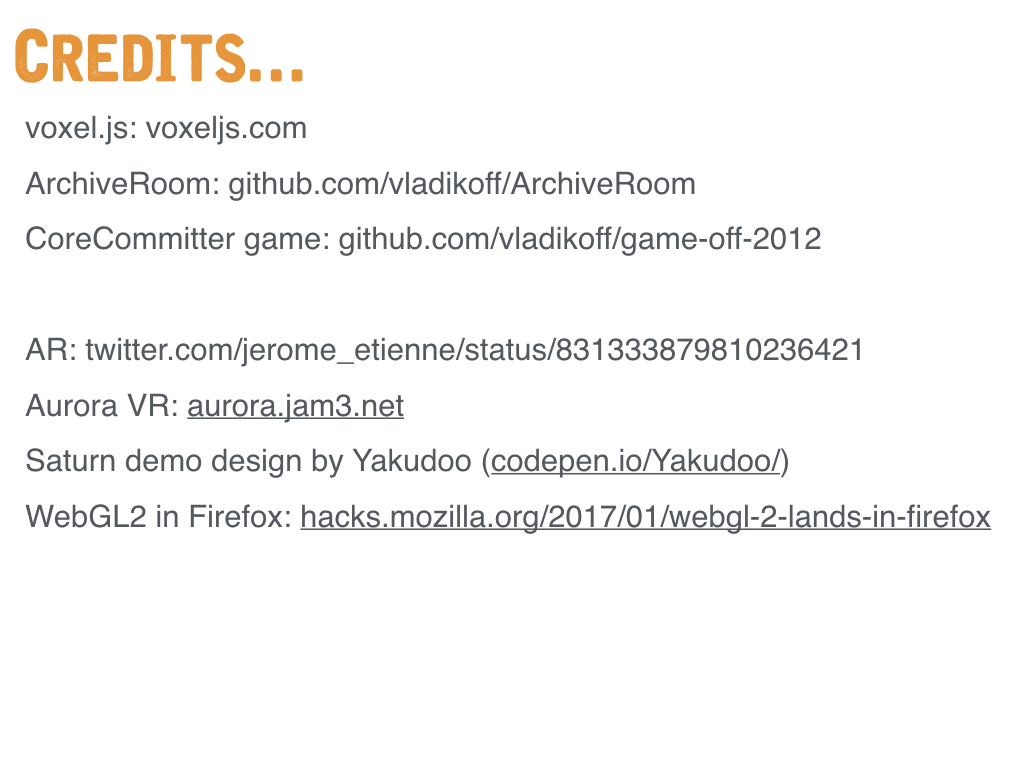 CREDITS...
voxel.js: voxeljs.com
ArchiveRoom: github.com/vladikoff/ArchiveRoom
CoreCommitter game: github.com/vladikoff/game-off-2012
AR: twitter.com/jerome_etienne/status/831333879810236421
Aurora VR: aurora.jam3.net
Saturn demo design by Yakudoo (codepen.io/Yakudoo/)
WebGL2 in Firefox: hacks.mozilla.org/2017/01/webgl-2-lands-in-firefox